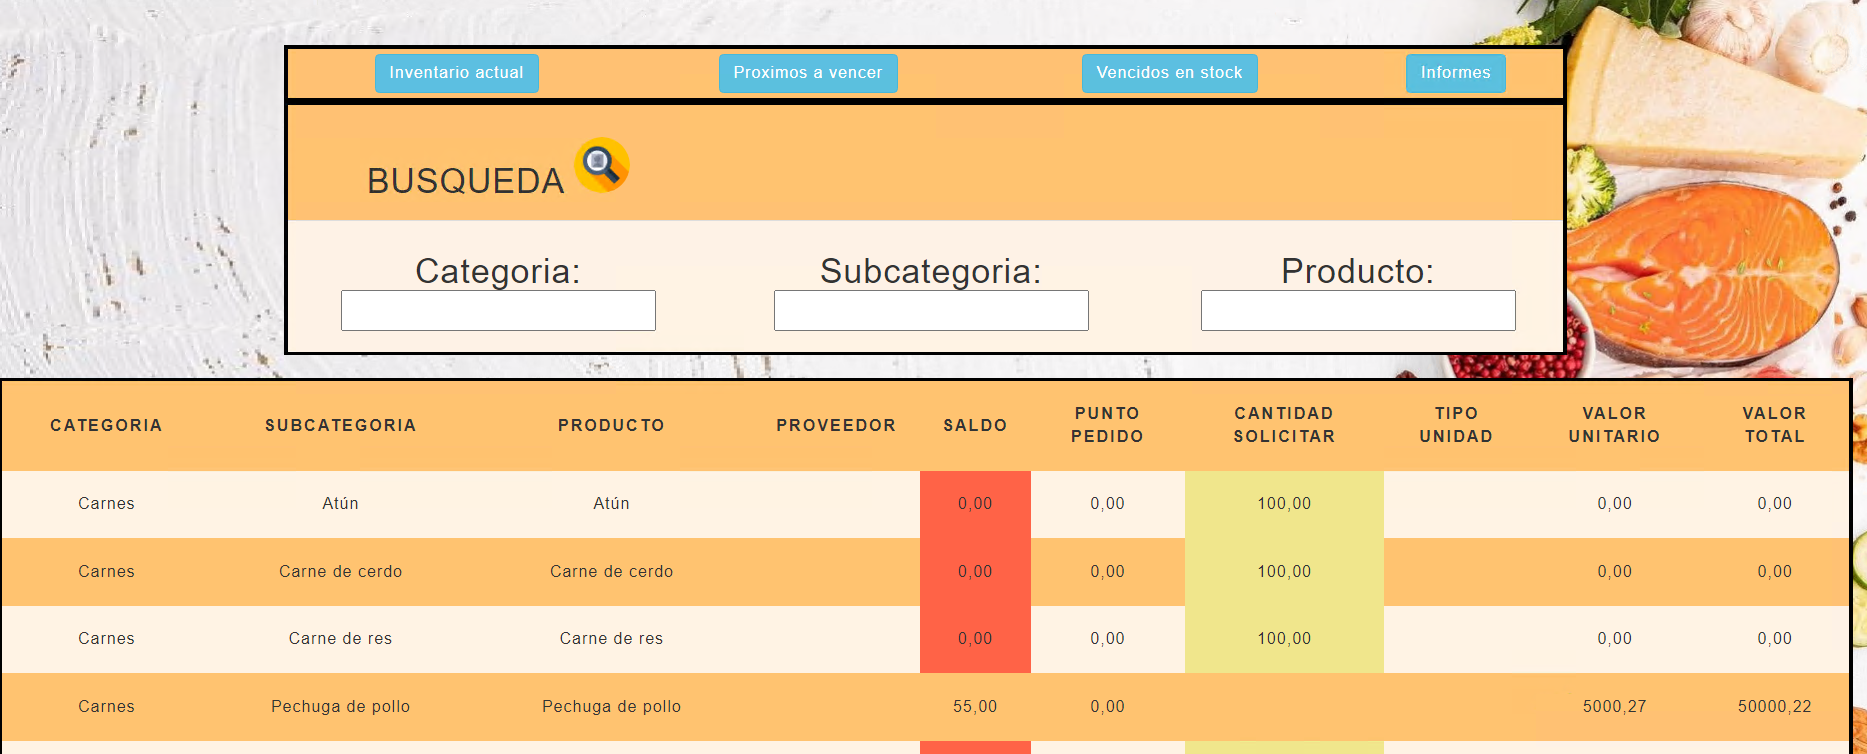 Inventario actual Proximos a vencer Vencidos en stock Informes
BUSQUEDA
Categoria: Subcategoria: Producto:
CATEGORIA SUBCATEGORIA PRODUCTO PROVEEDOR SALDO PUNTO PEDIDO CANTIDAD SOLICITAR TIPO UNIDAD VALOR UNITARIO VALOR TOTAL
Carnes Atún Atún 0,00 0,00 100,00 0,00 0,00
Carnes Carne de cerdo Carne de cerdo 0,00 0,00 100,00 0,00 0,00
Carnes Carne de res Carne de res 0,00 0,00 100,00 0,00 0,00
Carnes Pechuga de pollo Pechuga de pollo 55,00 0,00 5000,27 50000,22